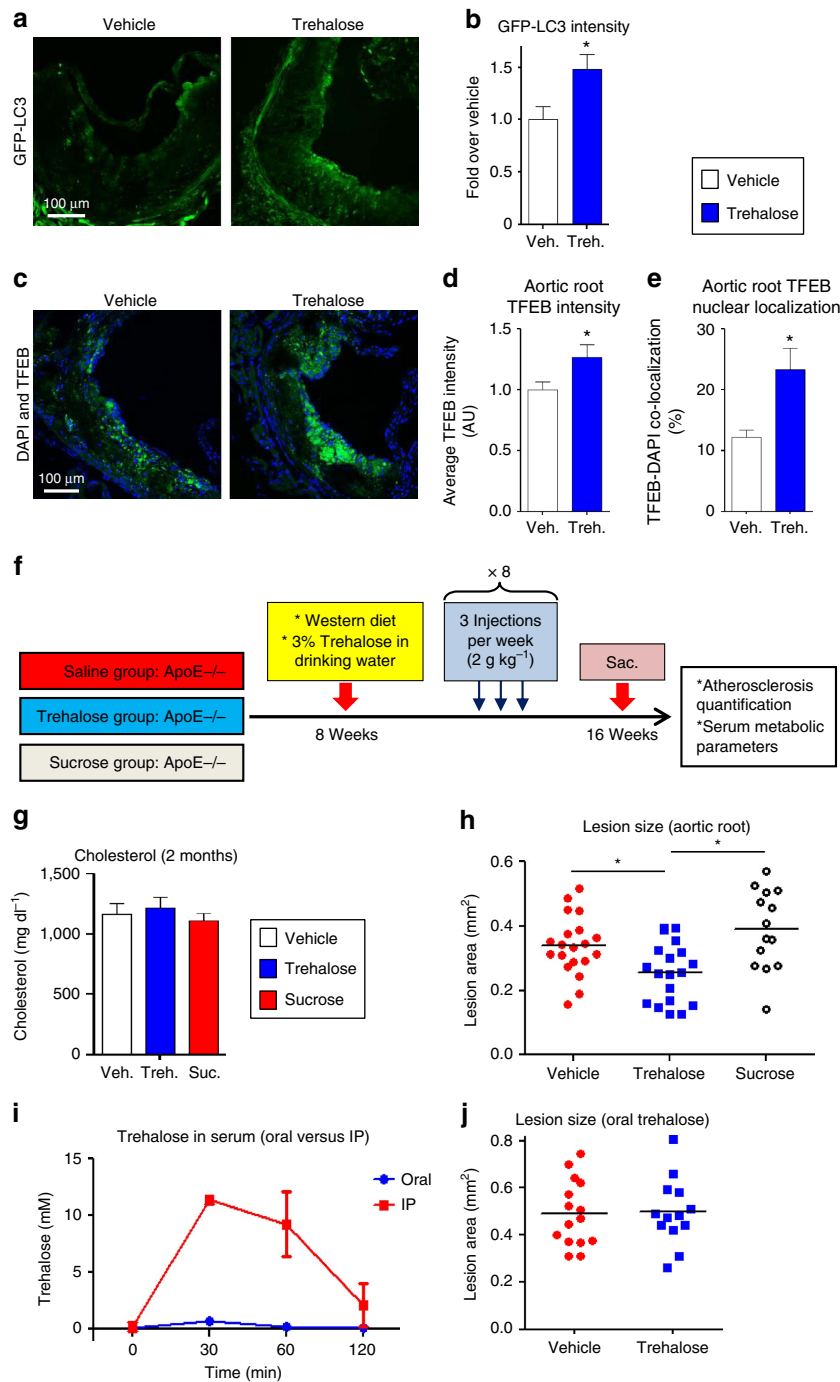 a
Vehicle
Trehalose
GFP-LC3
100 µm
b
GFP-LC3 intensity
Fold over vehicle
1.5
1.0
0.5
0
*
Veh.
Treh.
Vehicle
Trehalose
c
Vehicle
Trehalose
DAPI and TFEB
100 µm
d
Aortic root
TFEB intensity
Average TFEB intensity
(AU)
1.5
1.0
0.5
0
*
Veh.
Treh.
e
Aortic root TFEB
nuclear localization
TFEB-DAPI co-localization
(%)
30
20
10
0
*
Veh.
Treh.
f
Saline group: ApoE–/–
Trehalose group: ApoE–/–
Sucrose group: ApoE–/–
* Western diet
* 3% Trehalose in
drinking water
8 Weeks
× 8
3 Injections
per week
(2 g kg⁻¹)
Sac.
16 Weeks
*Atherosclerosis
quantification
*Serum metabolic
parameters
g
Cholesterol (2 months)
Cholesterol (mg dl⁻¹)
1,500
1,000
500
0
Veh.
Treh.
Suc.
Vehicle
Trehalose
Sucrose
h
Lesion size (aortic root)
Lesion area (mm²)
0.6
0.4
0.2
0.0
*
*
Vehicle
Trehalose
Sucrose
i
Trehalose in serum (oral versus IP)
Trehalose (mM)
15
10
5
0
Oral
IP
0
30
60
120
Time (min)
j
Lesion size (oral trehalose)
Lesion area (mm²)
0.8
0.6
0.4
0.2
0.0
Vehicle
Trehalose